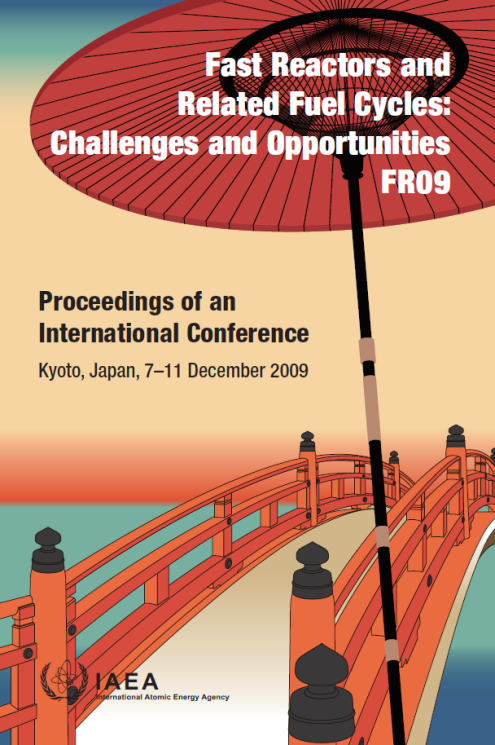 Fast Reactors and
Related Fuel Cycles:
Challenges and Opportunities
FR09
Proceedings of an
International Conference
Kyoto, Japan, 7–11 December 2009
IAEA
International Atomic Energy Agency